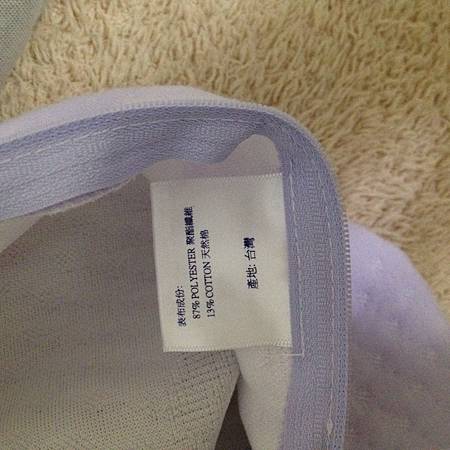 表布成份:
87% POLYESTER 聚酯纖維
13% COTTON 天然棉
產地: 台灣